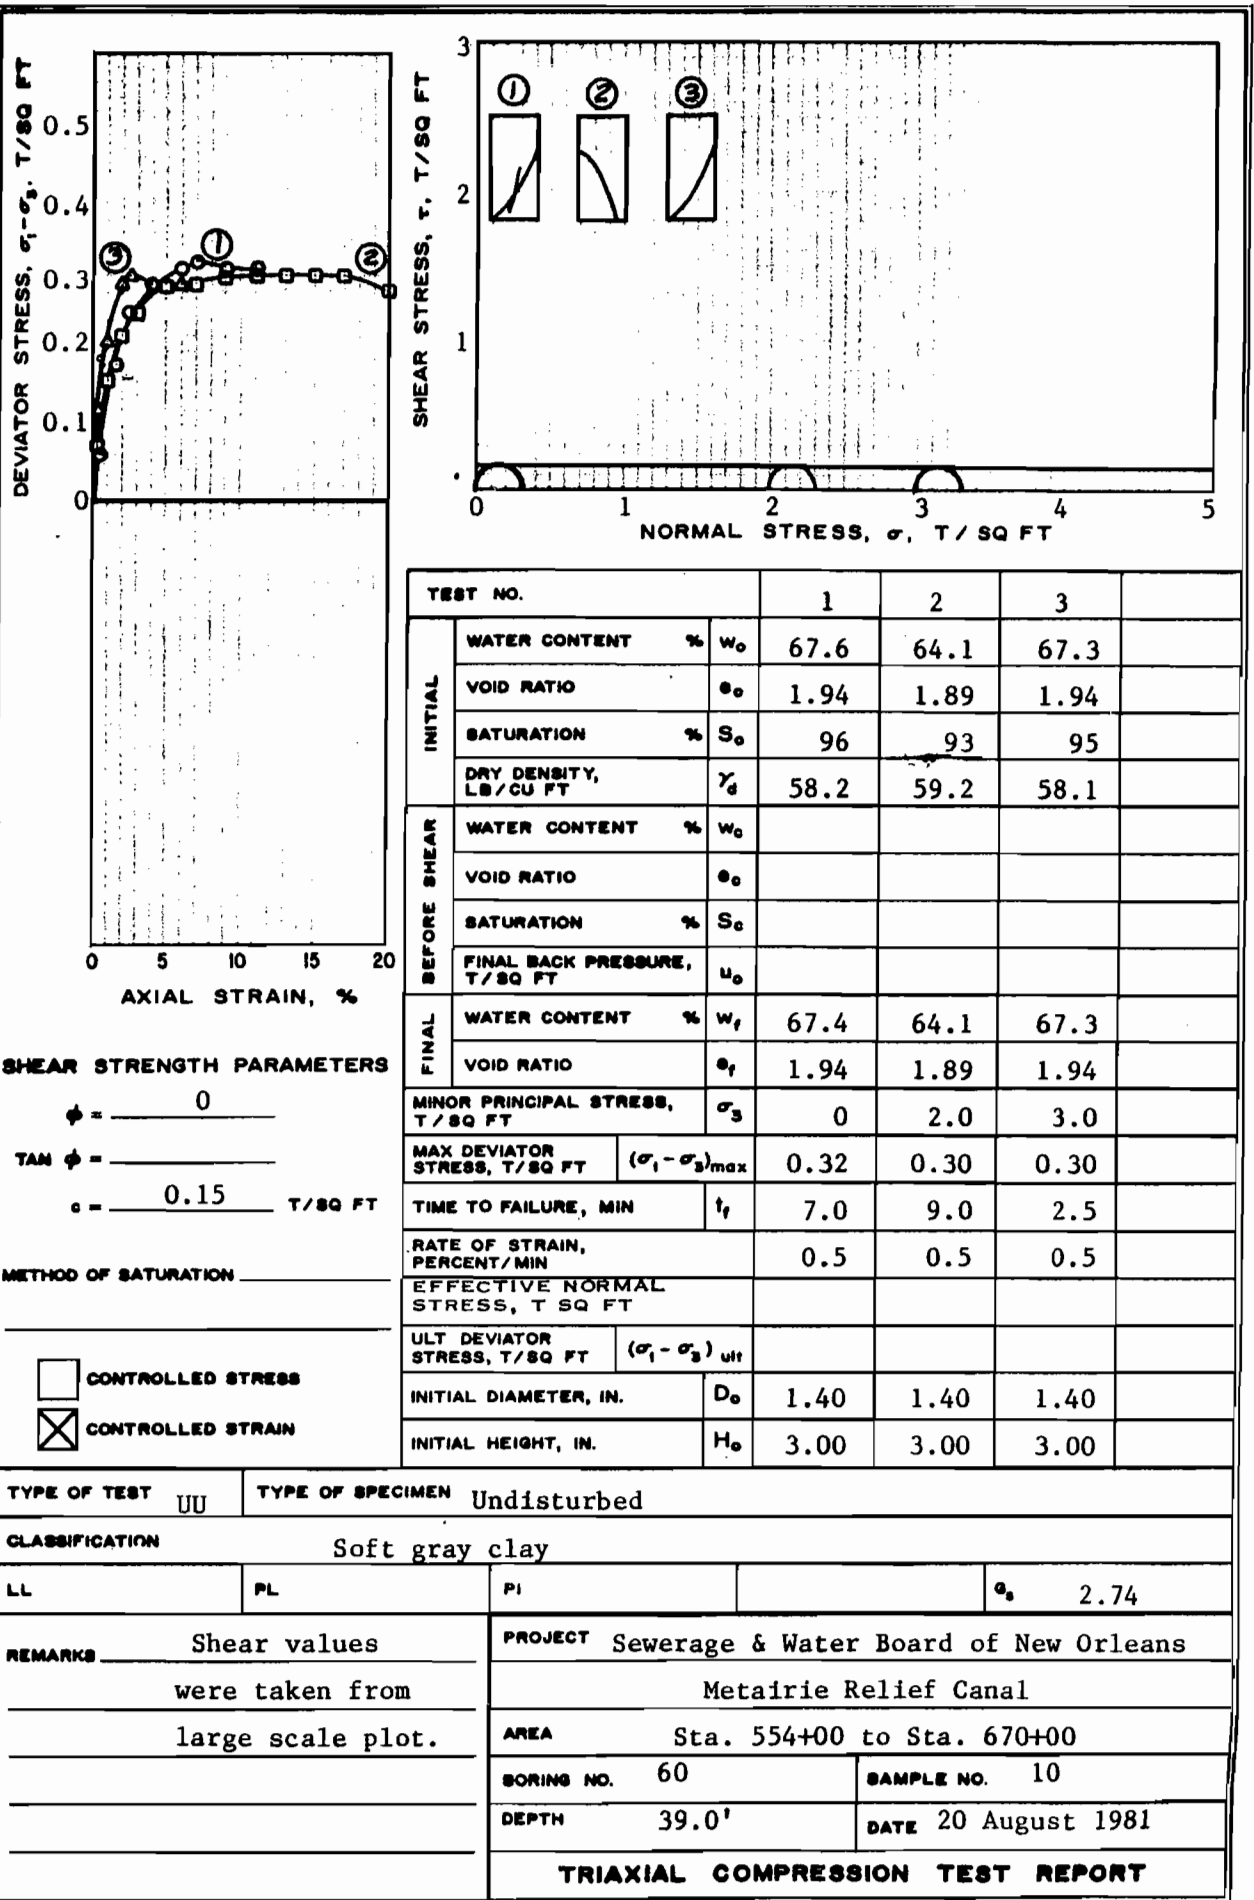 DEVIATOR STRESS, σ₁-σ₃, T/SQ FT
0.5
0.4
0.3
0.2
0.1
0
③ ① ②
0 5 10 15 20
AXIAL STRAIN, %
SHEAR STRESS, τ, T/SQ FT
3
2
1
① ② ③
0 1 2 3 4 5
NORMAL STRESS, σ, T/SQ FT
SHEAR STRENGTH PARAMETERS
ϕ = 0
TAN ϕ =
c = 0.15 T/SQ FT
METHOD OF SATURATION
CONTROLLED STRESS
CONTROLLED STRAIN
TEST NO. 1 2 3
INITIAL
WATER CONTENT % w₀ 67.6 64.1 67.3
VOID RATIO e₀ 1.94 1.89 1.94
SATURATION % S₀ 96 93 95
DRY DENSITY,
LB/CU FT γd 58.2 59.2 58.1
BEFORE SHEAR
WATER CONTENT % wc
VOID RATIO ec
SATURATION % Sc
FINAL BACK PRESSURE,
T/SQ FT u₀
FINAL
WATER CONTENT % wf 67.4 64.1 67.3
VOID RATIO ef 1.94 1.89 1.94
MINOR PRINCIPAL STRESS,
T/SQ FT σ₃ 0 2.0 3.0
MAX DEVIATOR
STRESS, T/SQ FT (σ₁-σ₃)max 0.32 0.30 0.30
TIME TO FAILURE, MIN tf 7.0 9.0 2.5
RATE OF STRAIN,
PERCENT/MIN 0.5 0.5 0.5
EFFECTIVE NORMAL
STRESS, T SQ FT
ULT DEVIATOR
STRESS, T/SQ FT (σ₁-σ₃) ult
INITIAL DIAMETER, IN. D₀ 1.40 1.40 1.40
INITIAL HEIGHT, IN. H₀ 3.00 3.00 3.00
TYPE OF TEST UU TYPE OF SPECIMEN Undisturbed
CLASSIFICATION Soft gray clay
LL PL PI Gs 2.74
REMARKS Shear values
were taken from
large scale plot.
PROJECT Sewerage & Water Board of New Orleans
Metairie Relief Canal
AREA Sta. 554+00 to Sta. 670+00
BORING NO. 60 SAMPLE NO. 10
DEPTH 39.0' DATE 20 August 1981
TRIAXIAL COMPRESSION TEST REPORT